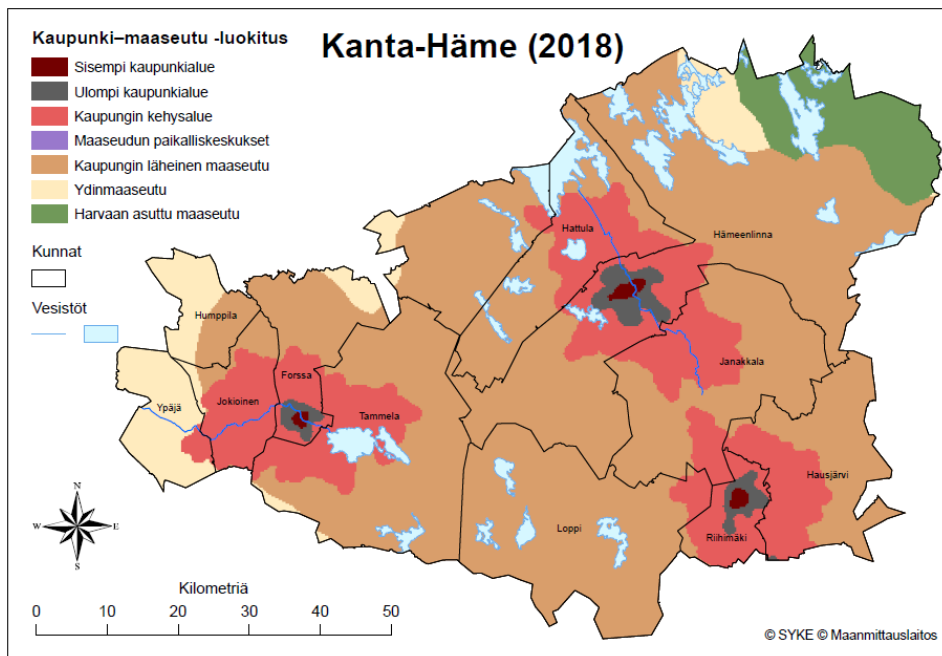 Kanta-Häme (2018)
Kaupunki–maaseutu -luokitus
Sisempi kaupunkialue
Ulompi kaupunkialue
Kaupungin kehysalue
Maaseudun paikalliskeskukset
Kaupungin läheinen maaseutu
Ydinmaaseutu
Harvaan asuttu maaseutu
Kunnat
Vesistöt
Hattula
Hämeenlinna
Humppila
Janakkala
Forssa
Ypäjä
Jokioinen
Tammela
Hausjärvi
Loppi
Riihimäki
N
W
E
S
Kilometriä
0 10 20 30 40 50
© SYKE © Maanmittauslaitos